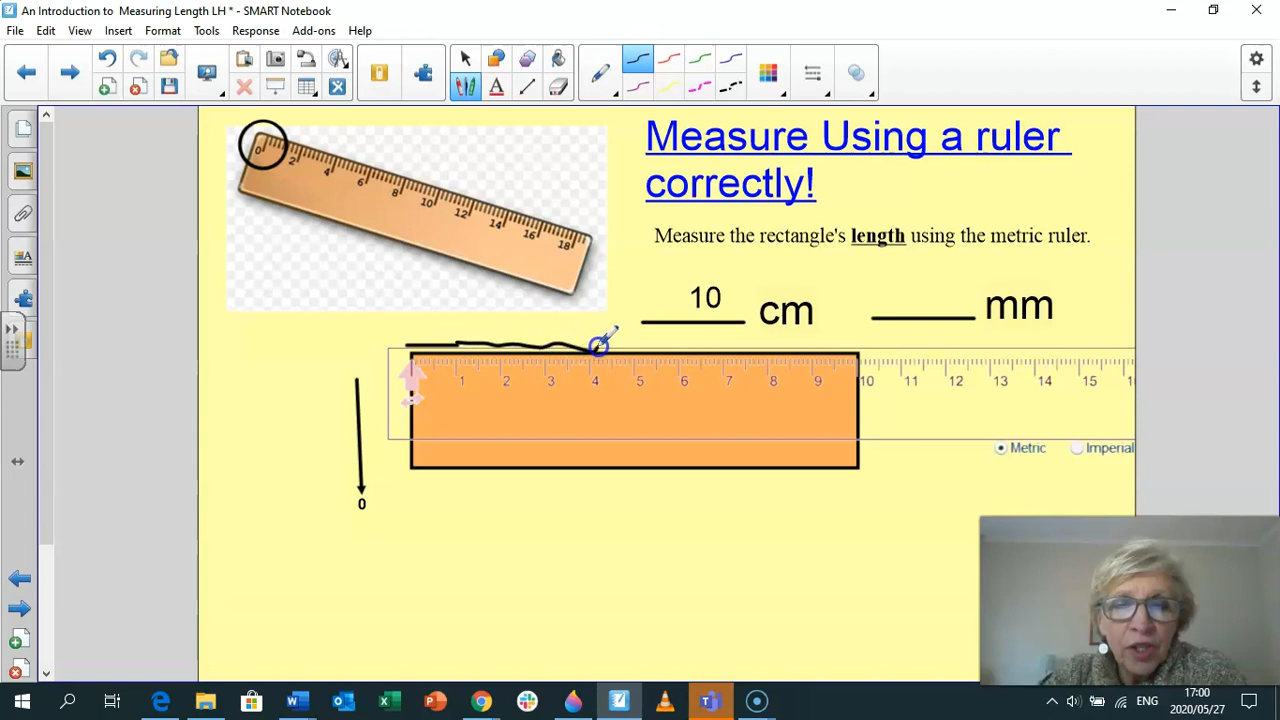 An Introduction to Measuring Length LH * - SMART Notebook
File Edit View Insert Format Tools Response Add-ons Help
0 2 4 6 8 10 12 14 16 18
Measure Using a ruler
correctly!
Measure the rectangle's length using the metric ruler.
10 cm mm
1 2 3 4 5 6 7 8 9 10 11 12 13 14 15
Metric Imperial
0
ENG
17:00
2020/05/27